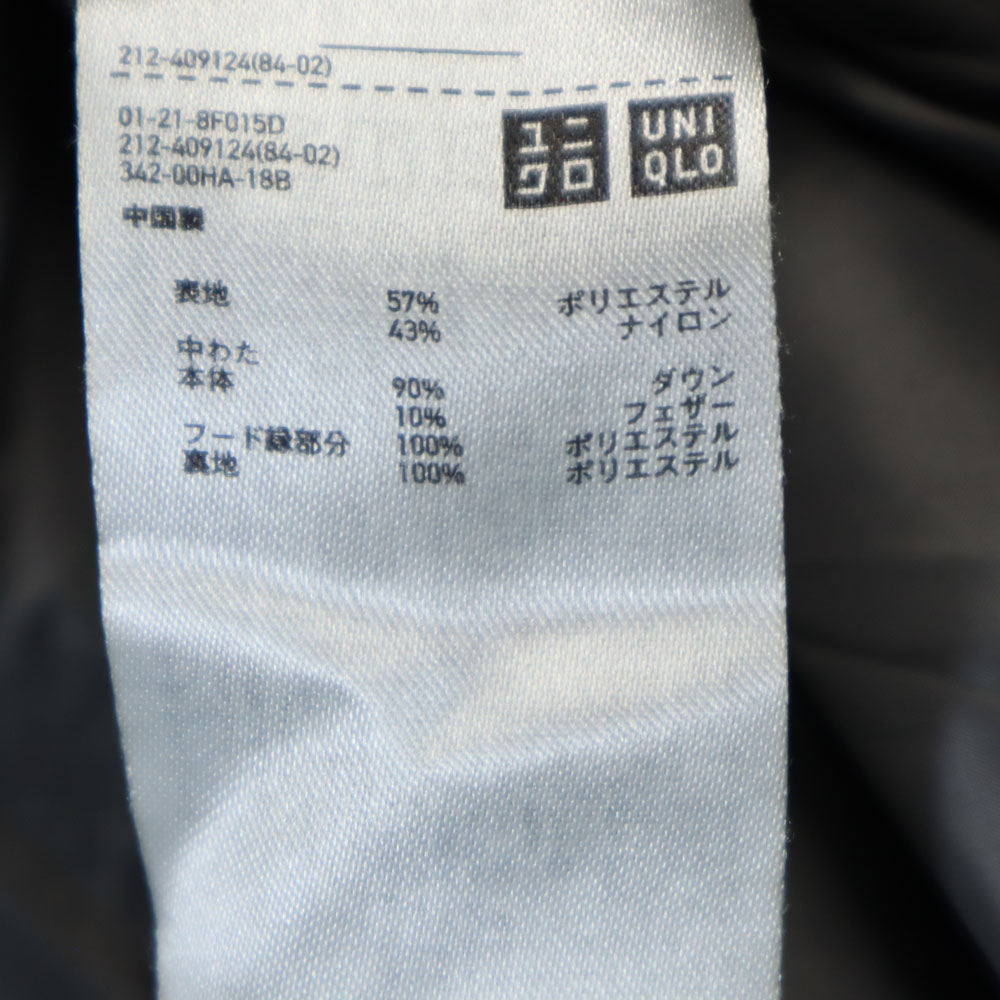 212-409124(84-02)
01-21-8F015D
212-409124(84-02)
342-00HA-18B
中国製
ユニ
クロ
UNI
QLO
表地 57% ポリエステル
43% ナイロン
中わた
本体 90% ダウン
10% フェザー
フード縁部分 100% ポリエステル
裏地 100% ポリエステル